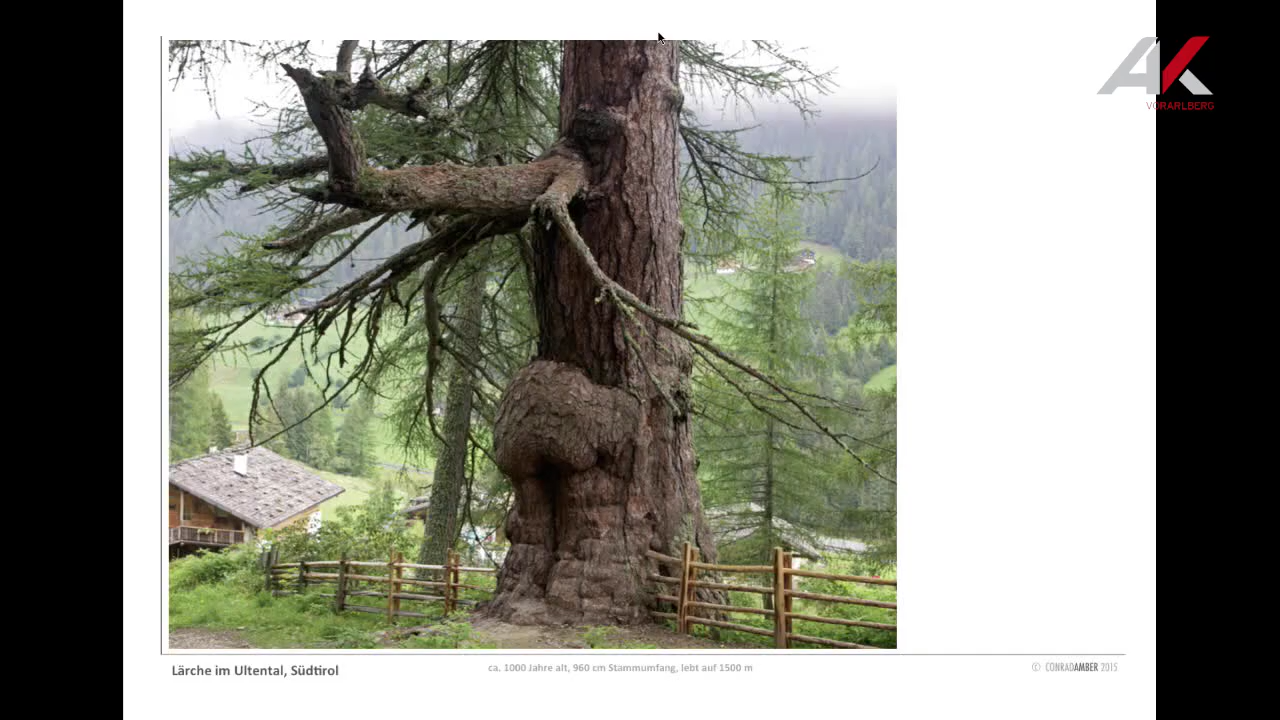 AK
VORARLBERG
Lärche im Ultental, Südtirol
ca. 1000 Jahre alt, 960 cm Stammumfang, lebt auf 1500 m
© CONRADAMBER 2015